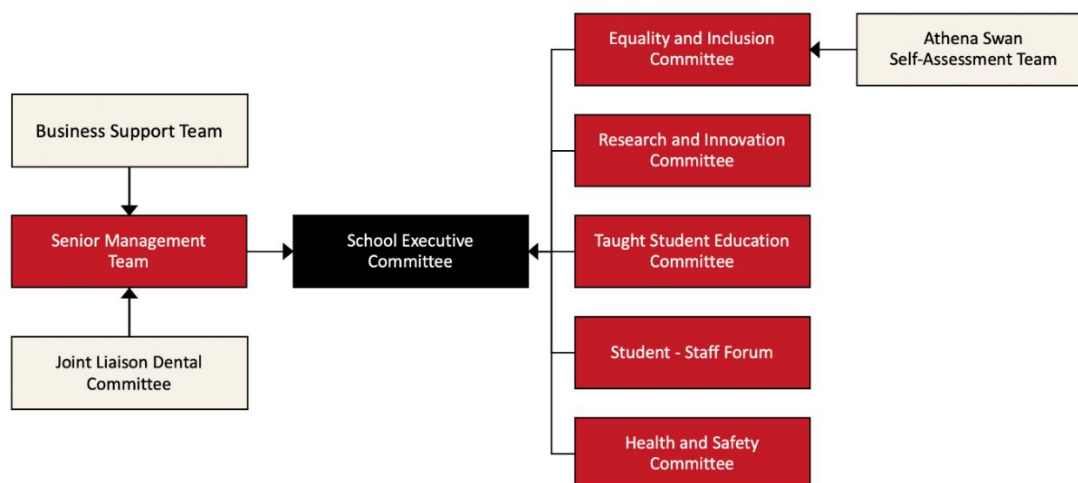 Equality and Inclusion
Committee
Athena Swan
Self-Assessment Team
Business Support Team
Research and Innovation
Committee
Senior Management
Team
School Executive
Committee
Taught Student Education
Committee
Joint Liaison Dental
Committee
Student - Staff Forum
Health and Safety
Committee